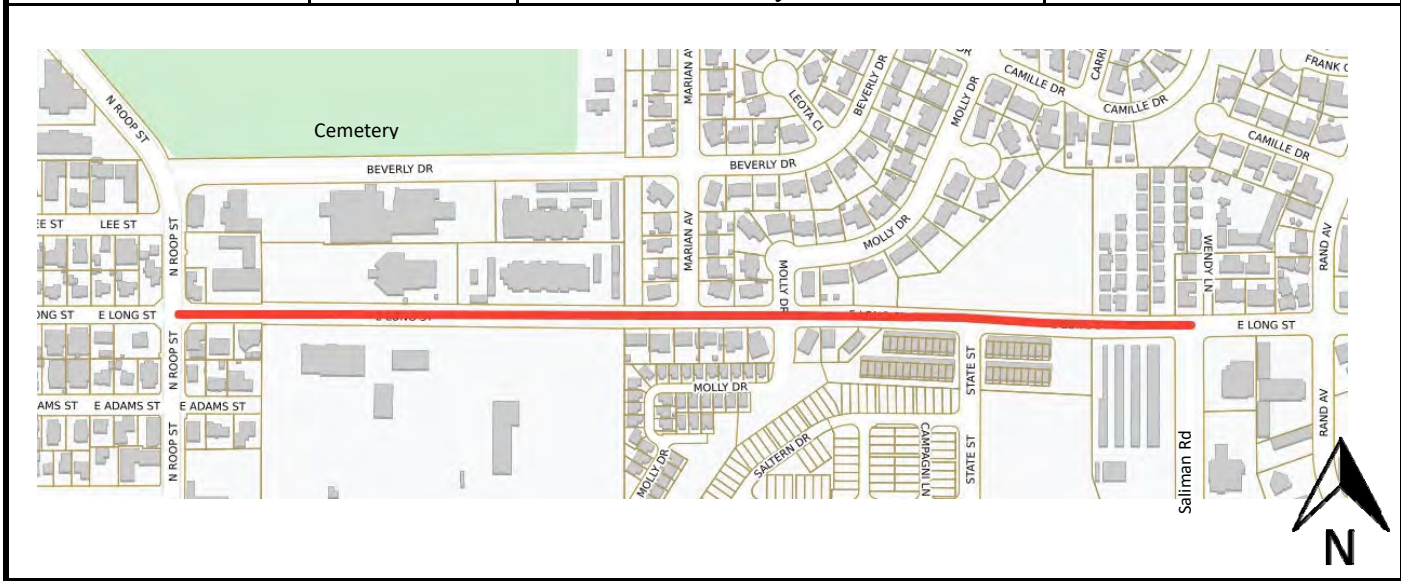 N ROOP ST
Cemetery
BEVERLY DR
MARIAN AV
LEOTA
BEVERLY DR
DR
MOLLY DR
CAMILLE DR
CARRI
CAMILLE DR
FRANK C
CAMILLE DR
BEVERLY DR
EE ST
LEE ST
N ROOP ST
MARIAN AV
MOLLY DR
MOLLY DR
WENDY LN
RAND AV
ONG ST
E LONG ST
E LONG ST
N ROOP ST
AMS ST
E ADAMS ST
E ADAMS ST
N ROOP ST
MOLLY DR
MOLLY DR
SALTERN DR
CAMPAGNI LN
STATE ST
STATE ST
Saliman Rd
RAND AV
N